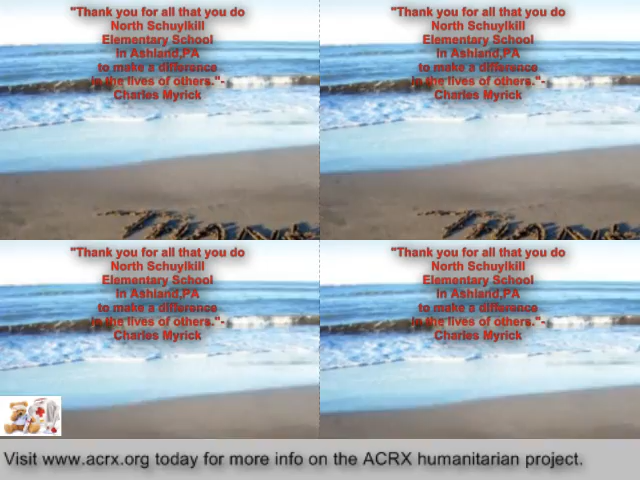 "Thank you for all that you do
North Schuylkill
Elementary School
in Ashland,PA
to make a difference
in the lives of others."-
Charles Myrick
"Thank you for all that you do
North Schuylkill
Elementary School
in Ashland,PA
to make a difference
in the lives of others."-
Charles Myrick
"Thank you for all that you do
North Schuylkill
Elementary School
in Ashland,PA
to make a difference
in the lives of others."-
Charles Myrick
"Thank you for all that you do
North Schuylkill
Elementary School
in Ashland,PA
to make a difference
in the lives of others."-
Charles Myrick
Visit www.acrx.org today for more info on the ACRX humanitarian project.